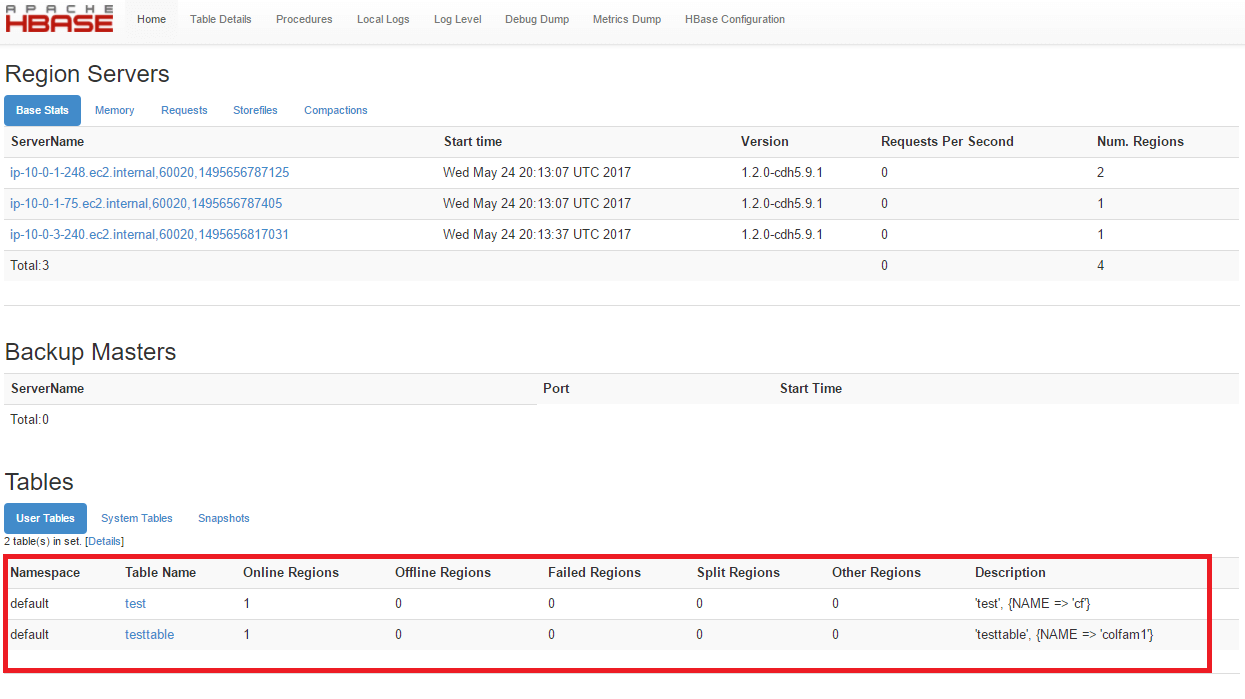 APACHE
HBASE
Home Table Details Procedures Local Logs Log Level Debug Dump Metrics Dump HBase Configuration
Region Servers
Base Stats Memory Requests Storefiles Compactions
ServerName Start time Version Requests Per Second Num. Regions
ip-10-0-1-248.ec2.internal,60020,1495656787125 Wed May 24 20:13:07 UTC 2017 1.2.0-cdh5.9.1 0 2
ip-10-0-1-75.ec2.internal,60020,1495656787405 Wed May 24 20:13:07 UTC 2017 1.2.0-cdh5.9.1 0 1
ip-10-0-3-240.ec2.internal,60020,1495656817031 Wed May 24 20:13:37 UTC 2017 1.2.0-cdh5.9.1 0 1
Total:3 0 4
Backup Masters
ServerName Port Start Time
Total:0
Tables
User Tables System Tables Snapshots
2 table(s) in set. [Details]
Namespace Table Name Online Regions Offline Regions Failed Regions Split Regions Other Regions Description
default test 1 0 0 0 0 'test', {NAME => 'cf'}
default testtable 1 0 0 0 0 'testtable', {NAME => 'colfam1'}